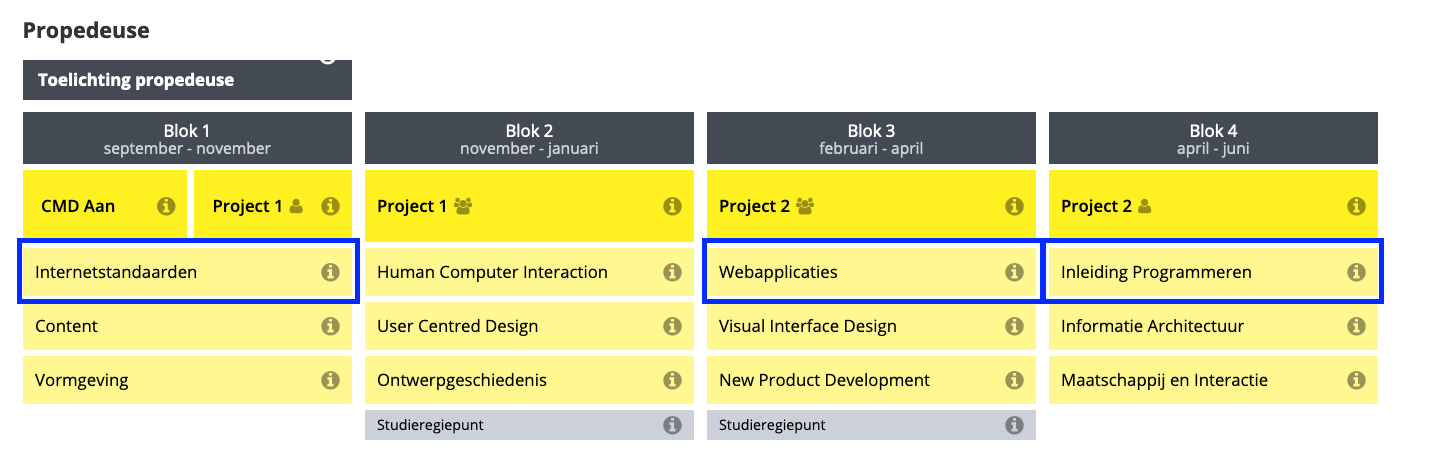 Propedeuse
Toelichting propedeuse
Blok 1
september - november
CMD Aan
Project 1
Internetstandaarden
Content
Vormgeving
Blok 2
november - januari
Project 1
Human Computer Interaction
User Centred Design
Ontwerpgeschiedenis
Studieregiepunt
Blok 3
februari - april
Project 2
Webapplicaties
Visual Interface Design
New Product Development
Studieregiepunt
Blok 4
april - juni
Project 2
Inleiding Programmeren
Informatie Architectuur
Maatschappij en Interactie